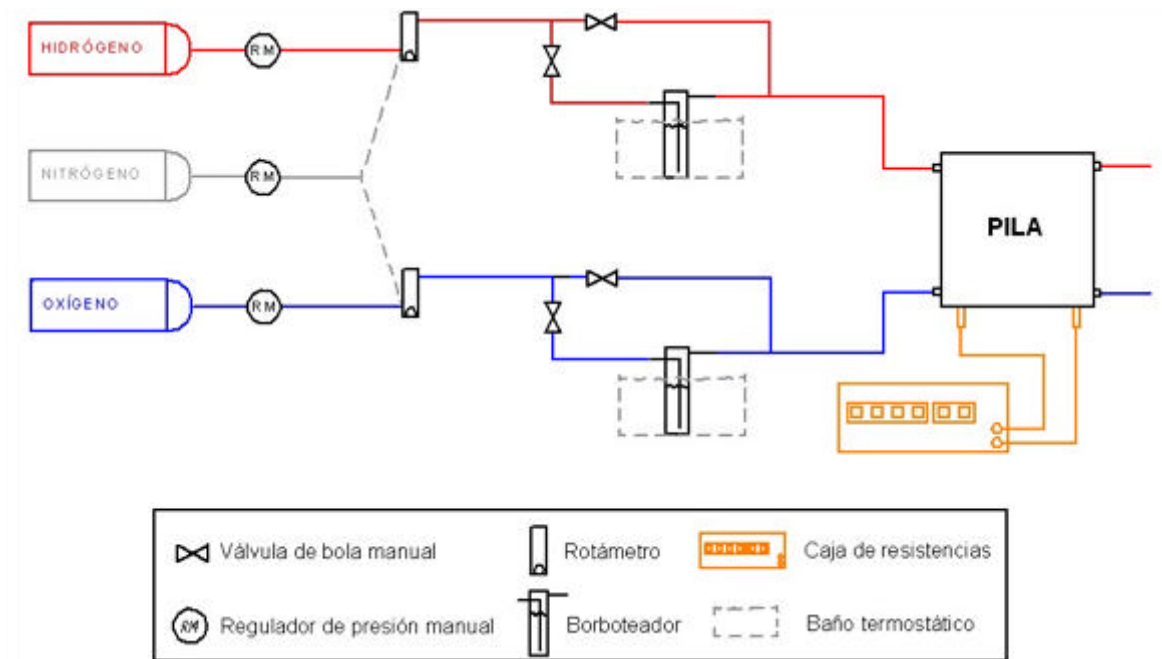 HIDRÓGENO
RM
NITRÓGENO
RM
PILA
OXÍGENO
RM
Válvula de bola manual
Rotámetro
Caja de resistencias
RM
Regulador de presión manual
Borboteador
Baño termostático